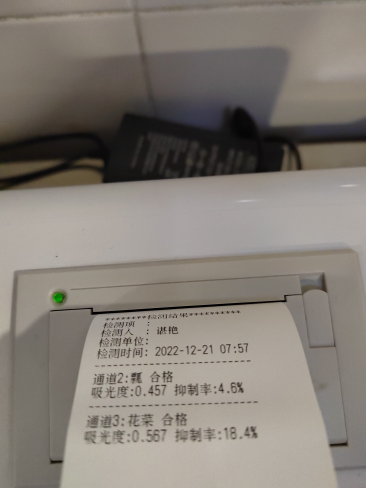 ********检测结果**********
检测项  :
检测人  : 谌艳
检测单位:
检测时间: 2022-12-21 07:57
------------------------
通道2:瓢 合格
吸光度:0.457 抑制率:4.6%
------------------------
通道3:花菜 合格
吸光度:0.567 抑制率:18.4%